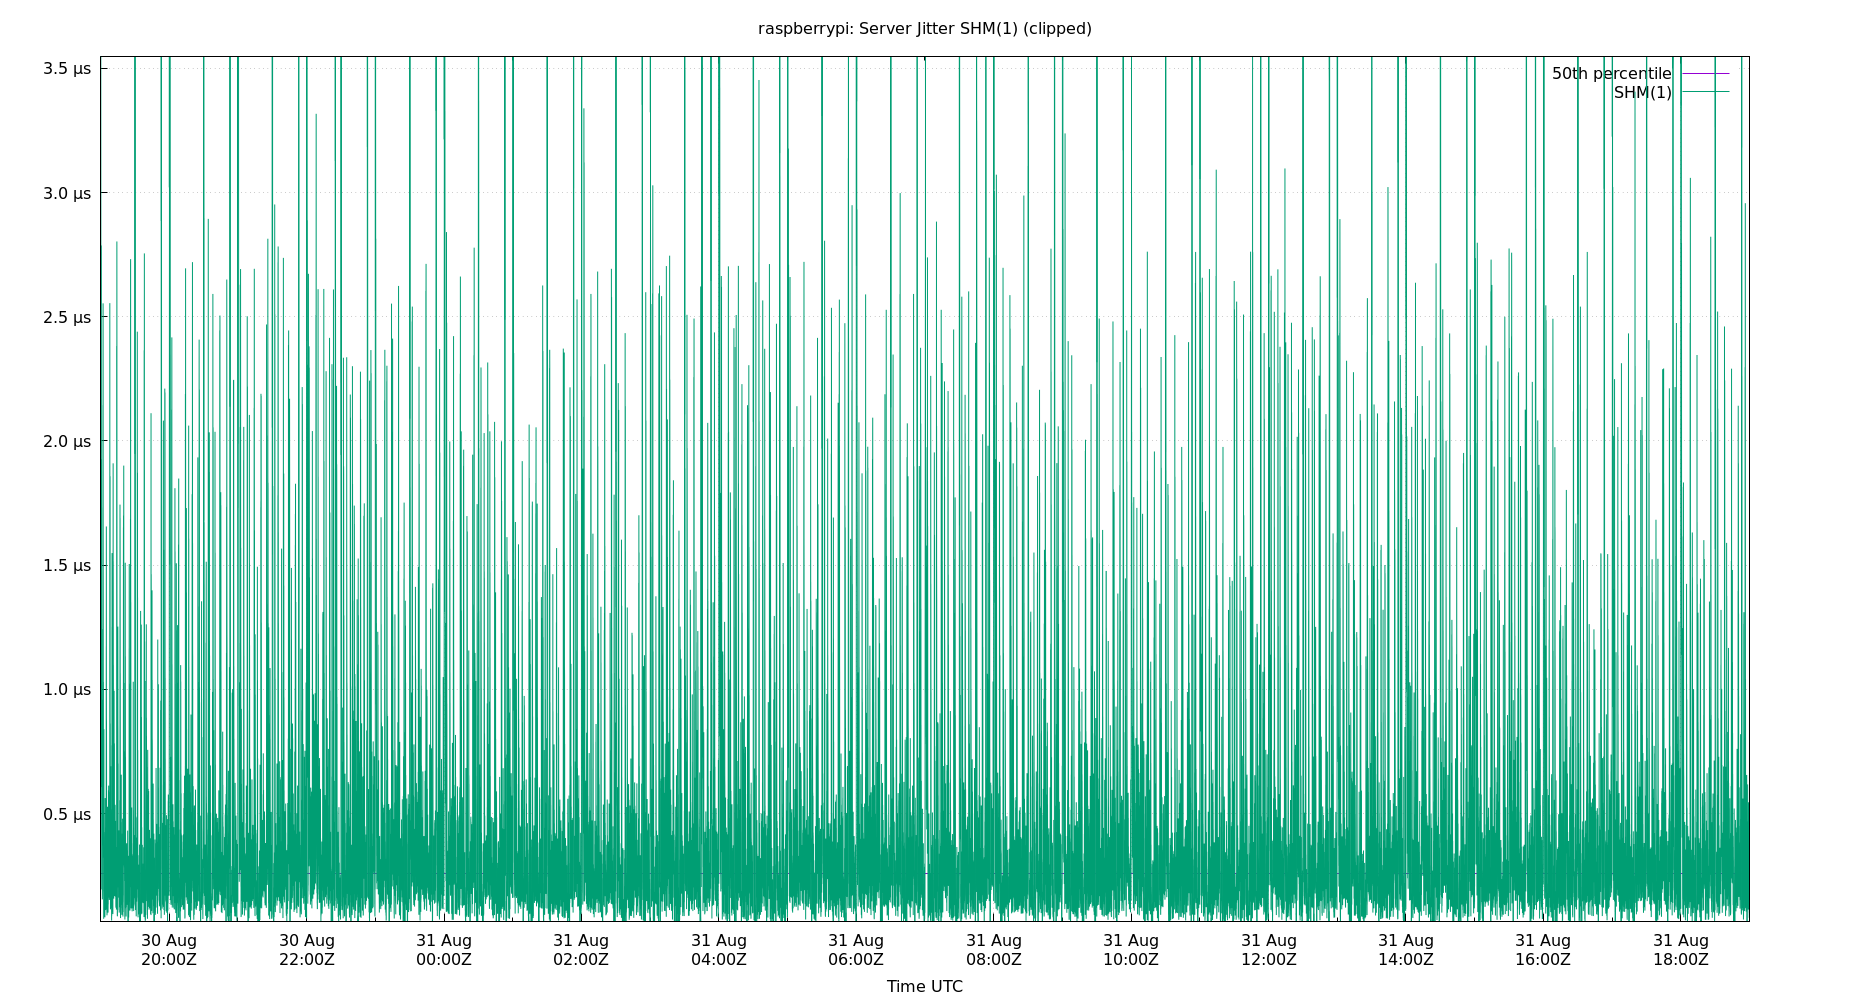 raspberrypi: Server Jitter SHM(1) (clipped)
3.5 µs
3.0 µs
2.5 µs
2.0 µs
1.5 µs
1.0 µs
0.5 µs
50th percentile
SHM(1)
30 Aug 30 Aug 31 Aug 31 Aug 31 Aug 31 Aug 31 Aug 31 Aug 31 Aug 31 Aug 31 Aug 31 Aug
20:00Z 22:00Z 00:00Z 02:00Z 04:00Z 06:00Z 08:00Z 10:00Z 12:00Z 14:00Z 16:00Z 18:00Z
Time UTC